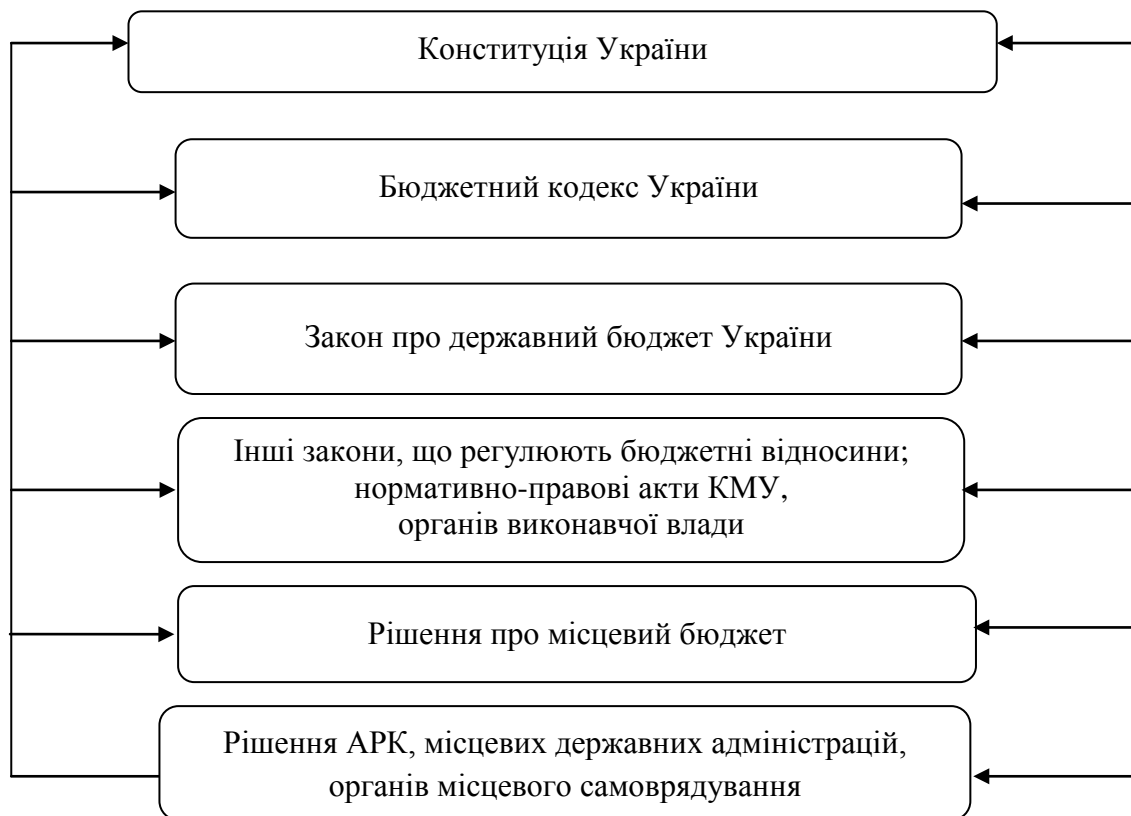 Конституція України
Бюджетний кодекс України
Закон про державний бюджет України
Інші закони, що регулюють бюджетні відносини;
нормативно-правові акти КМУ,
органів виконавчої влади
Рішення про місцевий бюджет
Рішення АРК, місцевих державних адміністрацій,
органів місцевого самоврядування